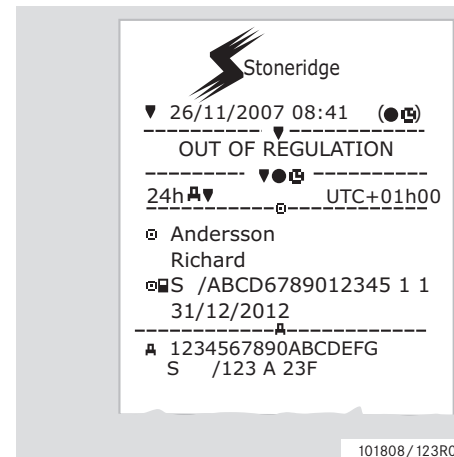 Stoneridge
26/11/2007 08:41 ( )
OUT OF REGULATION
24h UTC+01h00
Andersson
Richard
S /ABCD6789012345 1 1
31/12/2012
1234567890ABCDEFG
S /123 A 23F
101808/123R0